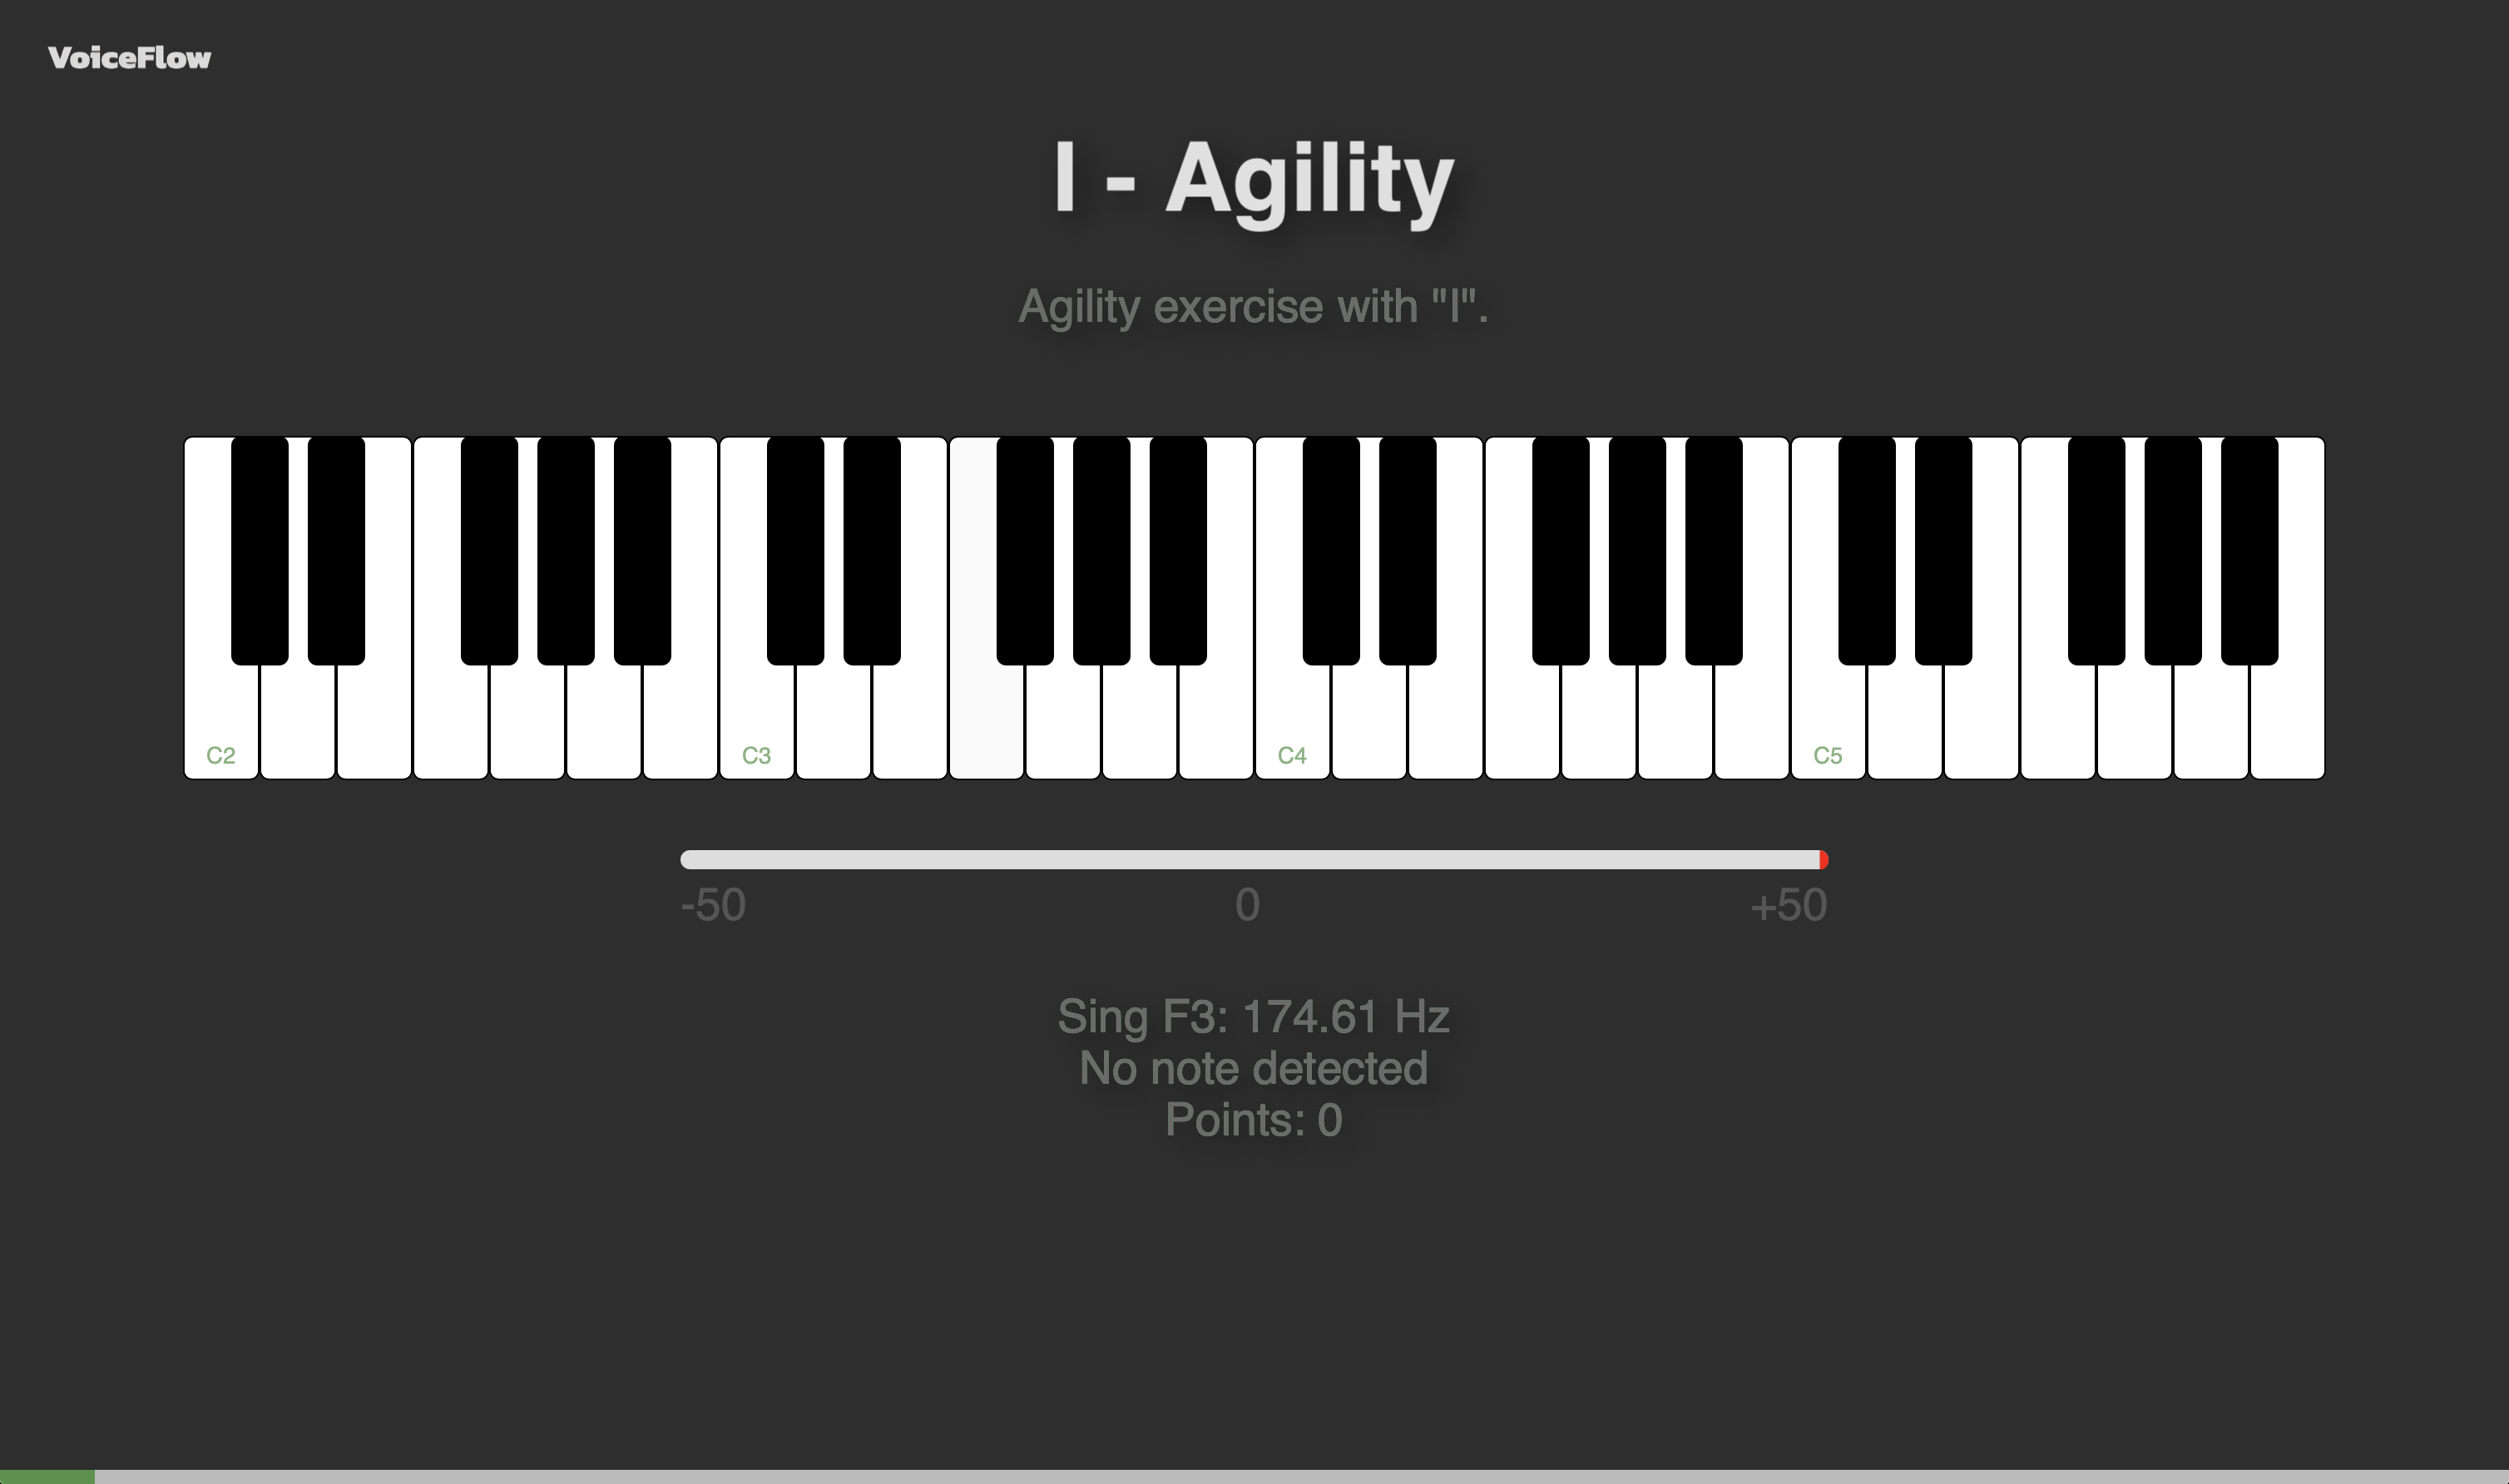 VoiceFlow
I - Agility
Agility exercise with "I".
C2 C3 C4 C5
-50 0 +50
Sing F3: 174.61 Hz
No note detected
Points: 0